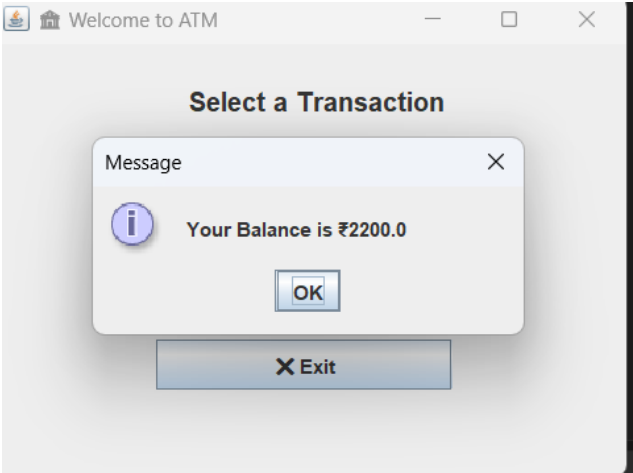 Welcome to ATM
Select a Transaction
Message
i
Your Balance is ₹2200.0
OK
Exit